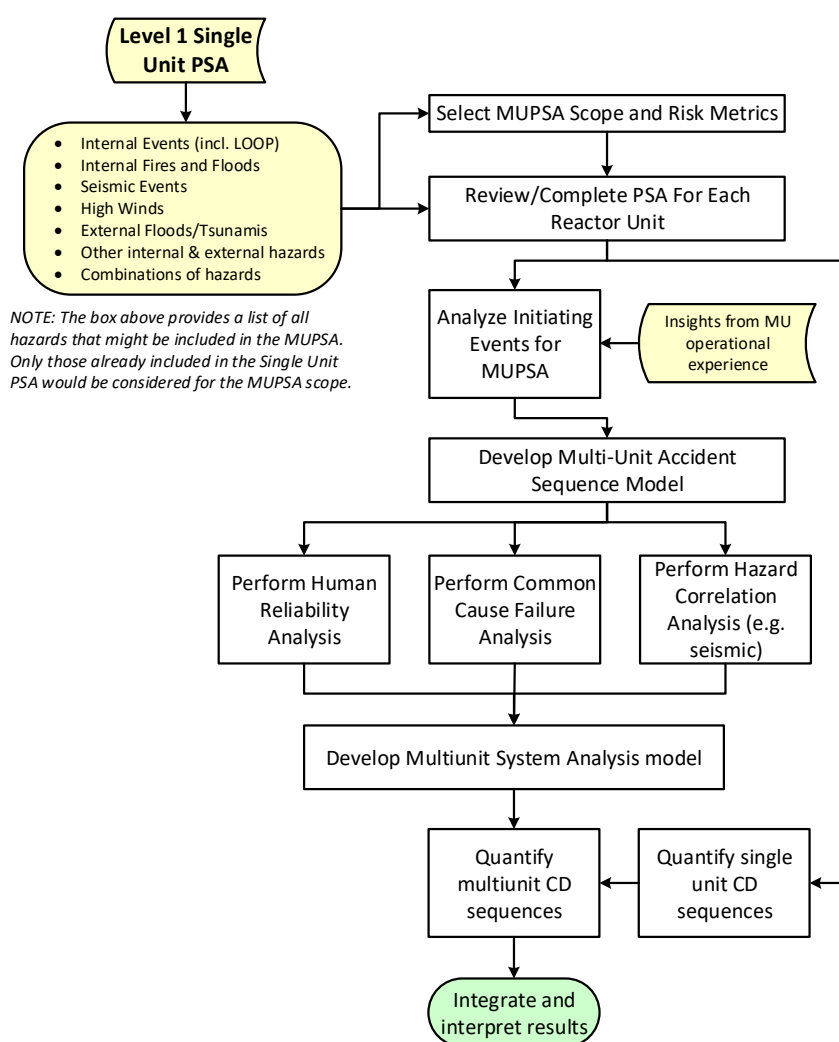 Level 1 Single
Unit PSA
• Internal Events (incl. LOOP)
• Internal Fires and Floods
• Seismic Events
• High Winds
• External Floods/Tsunamis
• Other internal & external hazards
• Combinations of hazards
NOTE: The box above provides a list of all
hazards that might be included in the MUPSA.
Only those already included in the Single Unit
PSA would be considered for the MUPSA scope.
Select MUPSA Scope and Risk Metrics
Review/Complete PSA For Each
Reactor Unit
Analyze Initiating
Events for
MUPSA
Insights from MU
operational
experience
Develop Multi-Unit Accident
Sequence Model
Perform Human
Reliability
Analysis
Perform Common
Cause Failure
Analysis
Perform Hazard
Correlation
Analysis (e.g.
seismic)
Develop Multiunit System Analysis model
Quantify
multiunit CD
sequences
Quantify single
unit CD
sequences
Integrate and
interpret results